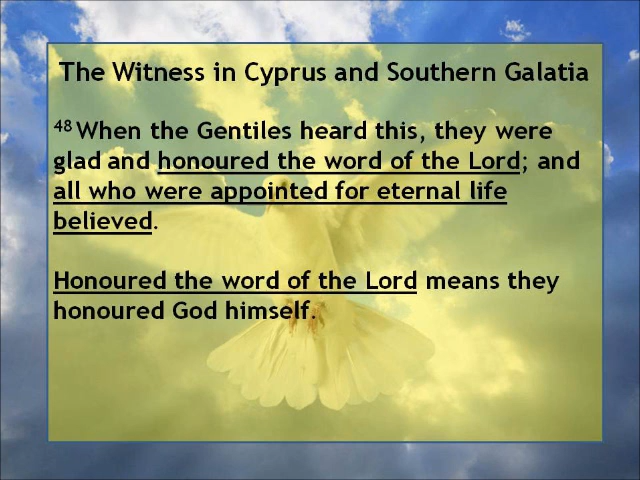 The Witness in Cyprus and Southern Galatia
48 When the Gentiles heard this, they were
glad and honoured the word of the Lord; and
all who were appointed for eternal life
believed.
Honoured the word of the Lord means they
honoured God himself.